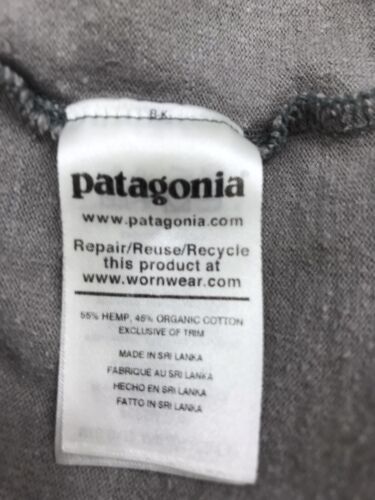 B.K.
patagonia®
www.patagonia.com
Repair/Reuse/Recycle
this product at
www.wornwear.com
55% HEMP, 45% ORGANIC COTTON
EXCLUSIVE OF TRIM
MADE IN SRI LANKA
FABRIQUE AU SRI LANKA
HECHO EN SRI LANKA
FATTO IN SRI LANKA